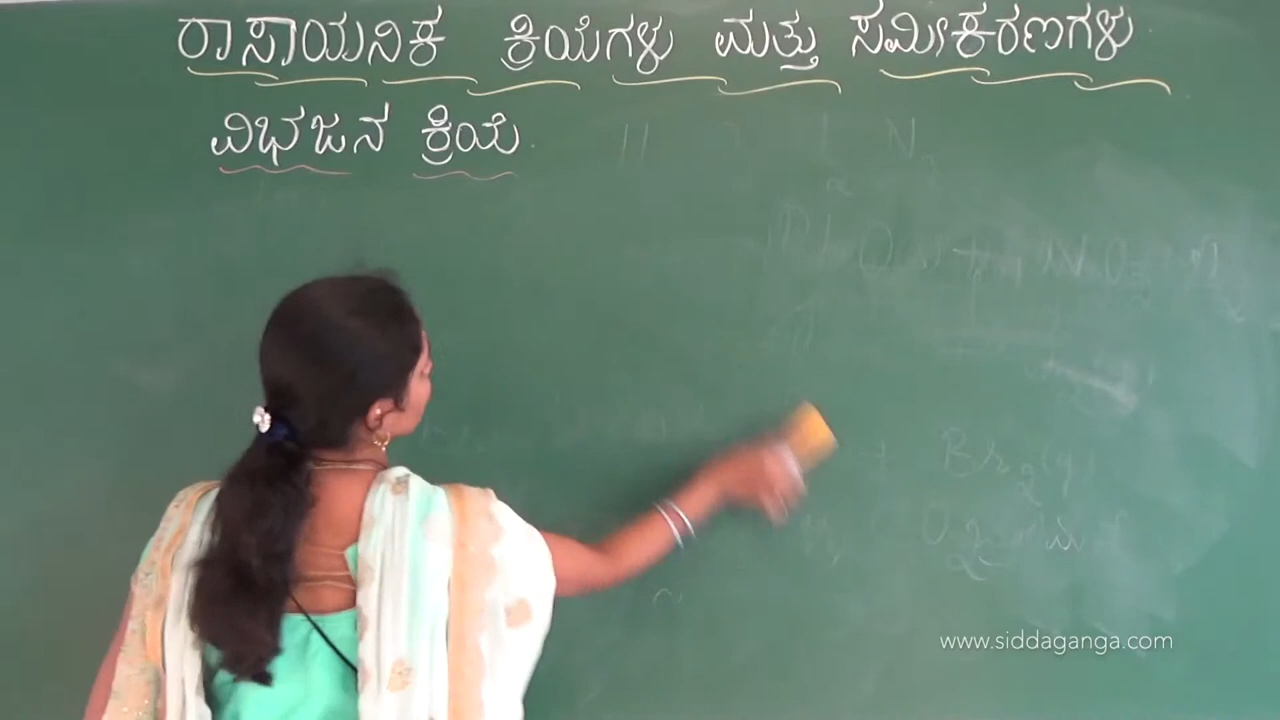 ರಾಸಾಯನಿಕ ಕ್ರಿಯೆಗಳು ಮತ್ತು ಸಮೀಕರಣಗಳು
ವಿಭಜನ ಕ್ರಿಯೆ
www.siddaganga.com